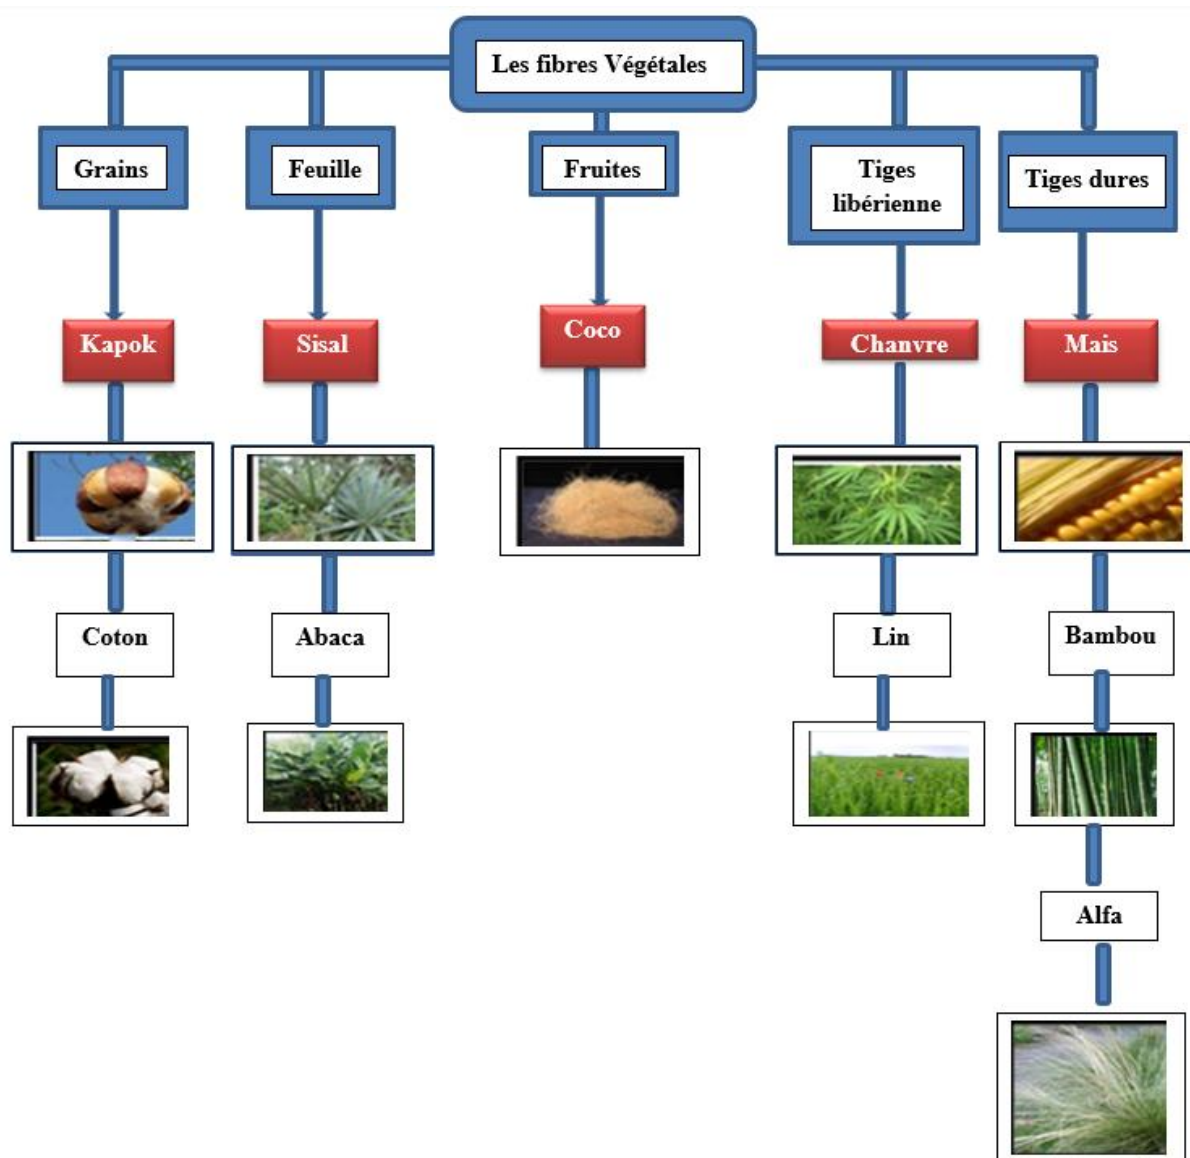 Les fibres Végétales
Grains
Feuille
Fruites
Tiges
libérienne
Tiges dures
Kapok
Sisal
Coco
Chanvre
Mais
Coton
Abaca
Lin
Bambou
Alfa